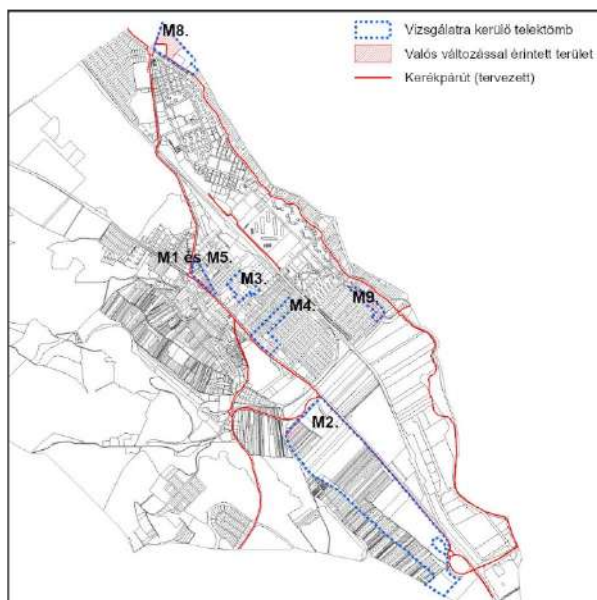 M8.
Vizsgálatra kerülő telektömb
Valós változással érintett terület
Kerékpárút (tervezett)
M1 és M5.
M3.
M4.
M9.
M2.